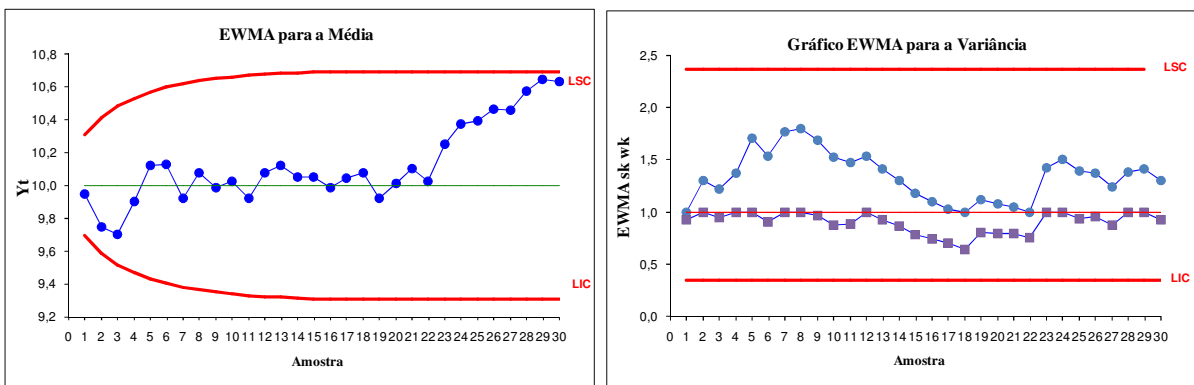 EWMA para a Média
10,8
10,6
10,4
10,2
10,0
9,8
9,6
9,4
9,2
Yt
LSC
LIC
0 1 2 3 4 5 6 7 8 9 10 11 12 13 14 15 16 17 18 19 20 21 22 23 24 25 26 27 28 29 30
Amostra
Gráfico EWMA para a Variância
2,5
2,0
1,5
1,0
0,5
0,0
EWMA sk wk
LSC
LIC
0 1 2 3 4 5 6 7 8 9 10 11 12 13 14 15 16 17 18 19 20 21 22 23 24 25 26 27 28 29 30
Amostra